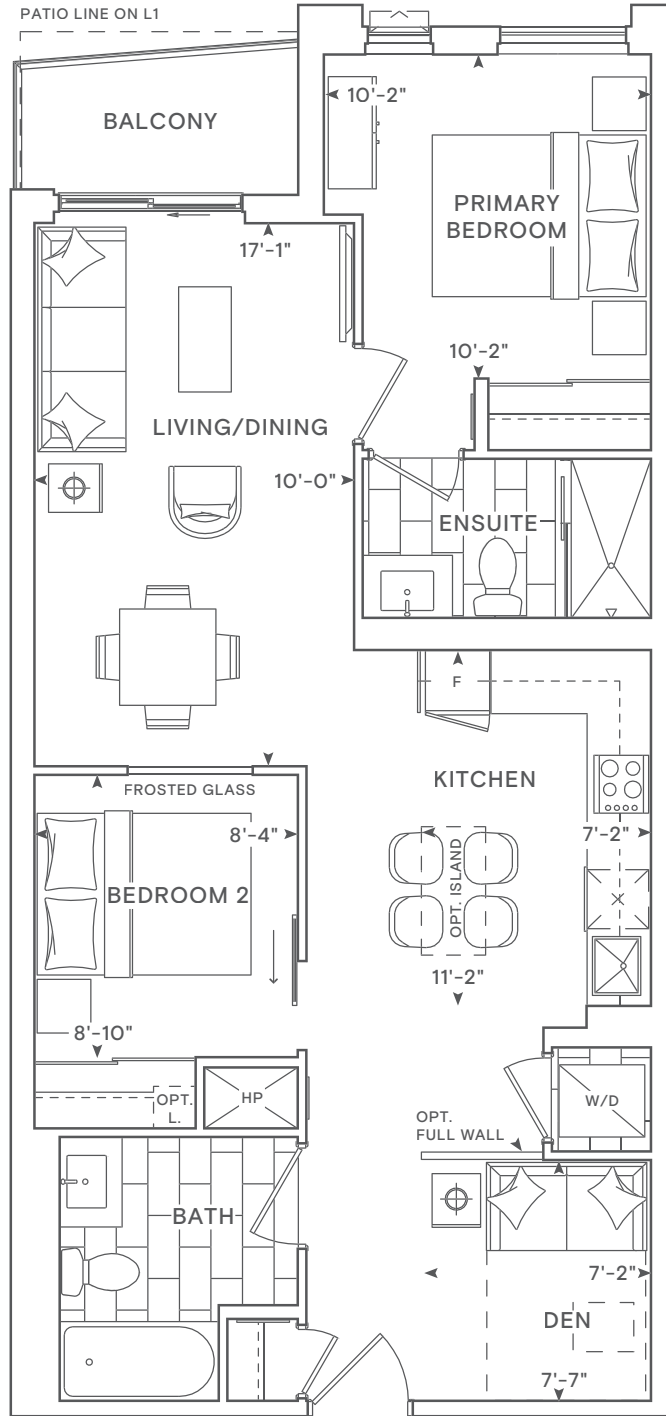 PATIO LINE ON L1
BALCONY
10'-2"
PRIMARY
BEDROOM
17'-1"
10'-2"
LIVING/DINING
10'-0"
ENSUITE
F
KITCHEN
FROSTED GLASS
8'-4"
7'-2"
OPT. ISLAND
BEDROOM 2
11'-2"
8'-10"
OPT.
L.
HP
W/D
OPT.
FULL WALL
BATH
7'-2"
DEN
7'-7"